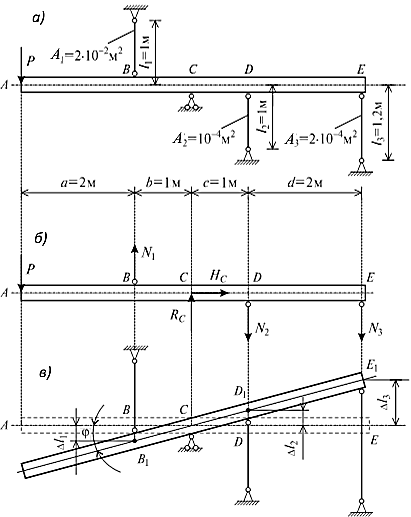 а)
P
A₁=2·10⁻²м²
l₁=1м
A
B
C
D
E
A₂=10⁻⁴м²
l₂=1м
A₃=2·10⁻⁴м²
l₃=1,2м
a=2м
b=1м
c=1м
d=2м
б)
P
N₁
A
B
C
H_C
D
E
R_C
N₂
N₃
в)
E₁
D₁
B
C
A
Δl₁
φ
B₁
D
Δl₂
E
Δl₃